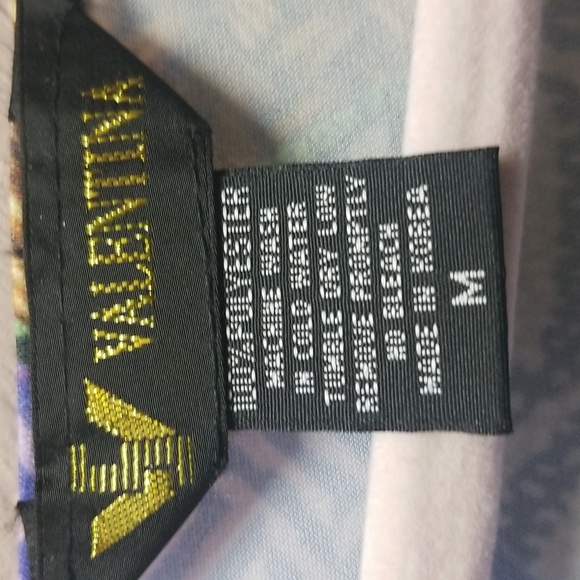 VALENTINA
100% POLYESTER
MACHINE WASH
IN COLD WATER
TUMBLE DRY LOW
REMOVE PROMPTLY
NO BLEACH
MADE IN KOREA
M